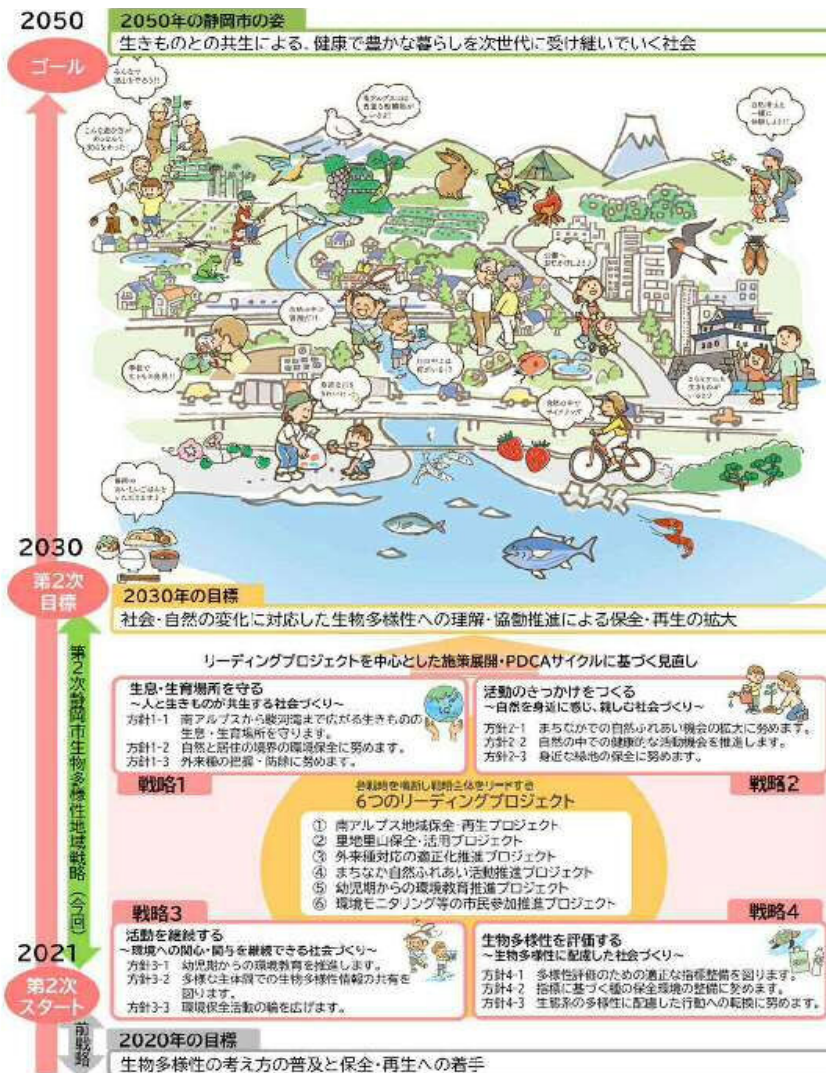 2050
ゴール
2050年の静岡市の姿
生きものとの共生による、健康で豊かな暮らしを次世代に受け継いでいく社会
自然の中で
サイクリング
2030
第2次
目標
2030年の目標
社会・自然の変化に対応した生物多様性への理解・協働推進による保全・再生の拡大
リーディングプロジェクトを中心とした施策展開・PDCAサイクルに基づく見直し
第2次静岡市生物多様性地域戦略(今回)
生息・生育場所を守る
~人と生きものが共生する社会づくり~
方針1-1 南アルプスから駿河湾まで広がる生きものの
生息・生育場所を守ります。
方針1-2 自然と居住の境界の環境保全に努めます。
方針1-3 外来種の把握・防除に努めます。
戦略1
活動のきっかけをつくる
~自然を身近に感じ、親しむ社会づくり~
方針2-1 まちなかでの自然ふれあい機会の拡大に努めます。
方針2-2 自然の中での健康的な活動機会を推進します。
方針2-3 身近な緑地の保全に努めます。
戦略2
各戦略を横断し戦略全体をリードする
6つのリーディングプロジェクト
① 南アルプス地域保全・再生プロジェクト
② 里地里山保全・活用プロジェクト
③ 外来種対応の適正化推進プロジェクト
④ まちなか自然ふれあい活動推進プロジェクト
⑤ 幼児期からの環境教育推進プロジェクト
⑥ 環境モニタリング等の市民参加推進プロジェクト
戦略3
活動を継続する
~環境への関心・関与を継続できる社会づくり~
方針3-1 幼児期からの環境教育を推進します。
方針3-2 多様な主体間での生物多様性情報の共有を
図ります。
方針3-3 環境保全活動の輪を広げます。
戦略4
生物多様性を評価する
~生物多様性に配慮した社会づくり~
方針4-1 多様性評価のための適正な指標整備を図ります。
方針4-2 指標に基づく種の保全環境の整備に努めます。
方針4-3 生態系の多様性に配慮した行動への転換に努めます。
2021
第2次
スタート
前戦略
2020年の目標
生物多様性の考え方の普及と保全・再生への着手